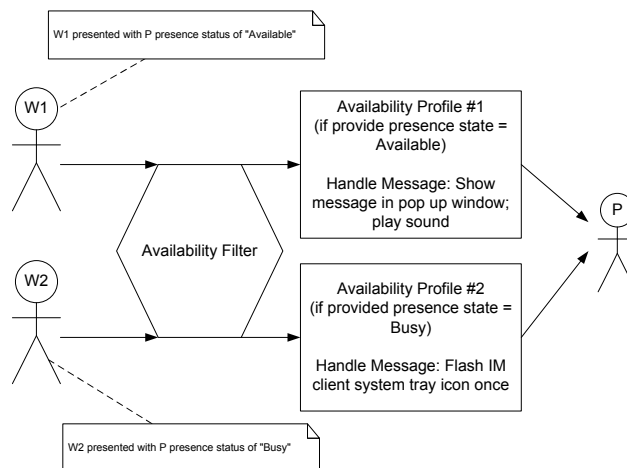 W1 presented with P presence status of "Available"
W1
Availability Profile #1
(if provide presence state =
Available)
Handle Message: Show
message in pop up window;
play sound
P
Availability Filter
W2
Availability Profile #2
(if provided presence state =
Busy)
Handle Message: Flash IM
client system tray icon once
W2 presented with P presence status of "Busy"